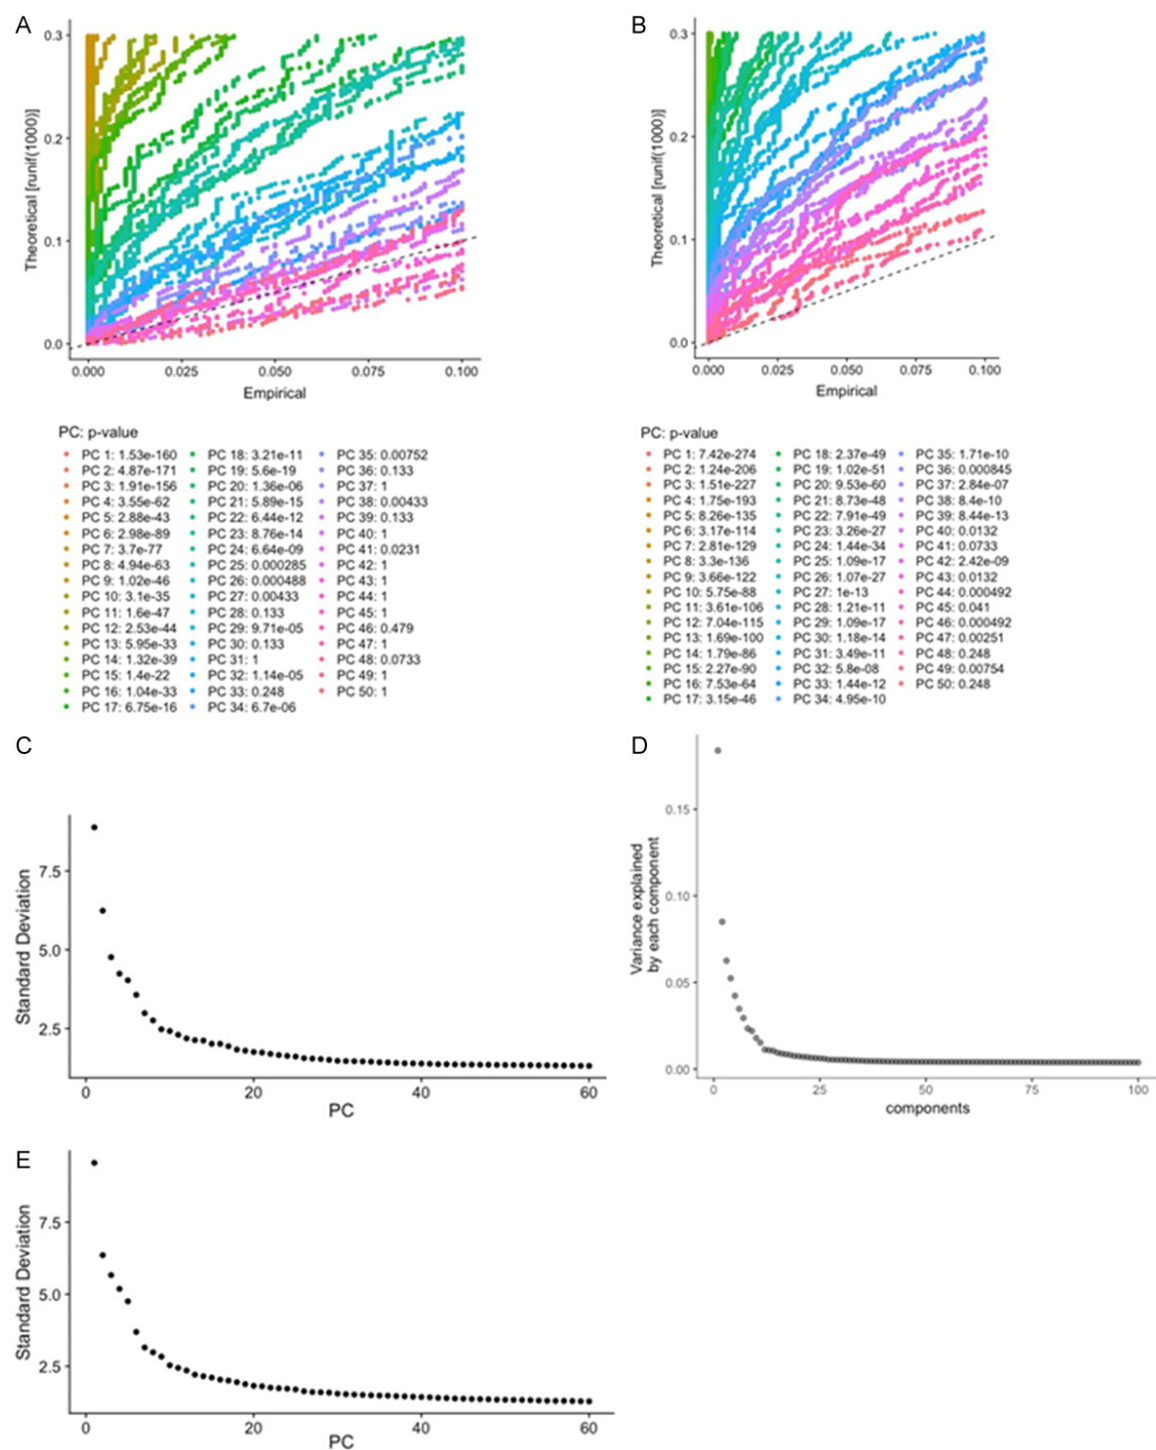 A
0.3
0.2
0.1
0.0
Theoretical [runif(1000)]
0.000 0.025 0.050 0.075 0.100
Empirical
PC: p-value
PC 1: 1.53e-160 PC 18: 3.21e-11 PC 35: 0.00752
PC 2: 4.87e-171 PC 19: 5.6e-19 PC 36: 0.133
PC 3: 1.91e-156 PC 20: 1.36e-06 PC 37: 1
PC 4: 3.55e-62 PC 21: 5.89e-15 PC 38: 0.00433
PC 5: 2.88e-43 PC 22: 6.44e-12 PC 39: 0.133
PC 6: 2.98e-89 PC 23: 8.76e-14 PC 40: 1
PC 7: 3.7e-77 PC 24: 6.64e-09 PC 41: 0.0231
PC 8: 4.94e-63 PC 25: 0.000285 PC 42: 1
PC 9: 1.02e-46 PC 26: 0.000488 PC 43: 1
PC 10: 3.1e-35 PC 27: 0.00433 PC 44: 1
PC 11: 1.6e-47 PC 28: 0.133 PC 45: 1
PC 12: 2.53e-44 PC 29: 9.71e-05 PC 46: 0.479
PC 13: 5.95e-33 PC 30: 0.133 PC 47: 1
PC 14: 1.32e-39 PC 31: 1 PC 48: 0.0733
PC 15: 1.4e-22 PC 32: 1.14e-05 PC 49: 1
PC 16: 1.04e-33 PC 33: 0.248 PC 50: 1
PC 17: 6.75e-16 PC 34: 6.7e-06
B
0.3
0.2
0.1
0.0
Theoretical [runif(1000)]
0.000 0.025 0.050 0.075 0.100
Empirical
PC: p-value
PC 1: 7.42e-274 PC 18: 2.37e-49 PC 35: 1.71e-10
PC 2: 1.24e-206 PC 19: 1.02e-51 PC 36: 0.000845
PC 3: 1.51e-227 PC 20: 9.53e-60 PC 37: 2.84e-07
PC 4: 1.75e-193 PC 21: 8.73e-48 PC 38: 8.4e-10
PC 5: 8.26e-135 PC 22: 7.91e-49 PC 39: 8.44e-13
PC 6: 3.17e-114 PC 23: 3.26e-27 PC 40: 0.0132
PC 7: 2.81e-129 PC 24: 1.44e-34 PC 41: 0.0733
PC 8: 3.3e-136 PC 25: 1.09e-17 PC 42: 2.42e-09
PC 9: 3.66e-122 PC 26: 1.07e-27 PC 43: 0.0132
PC 10: 5.75e-88 PC 27: 1e-13 PC 44: 0.000492
PC 11: 3.61e-106 PC 28: 1.21e-11 PC 45: 0.041
PC 12: 7.04e-115 PC 29: 1.09e-17 PC 46: 0.000492
PC 13: 1.69e-100 PC 30: 1.18e-14 PC 47: 0.00251
PC 14: 1.79e-86 PC 31: 3.49e-11 PC 48: 0.248
PC 15: 2.27e-90 PC 32: 5.8e-08 PC 49: 0.00754
PC 16: 7.53e-64 PC 33: 1.44e-12 PC 50: 0.248
PC 17: 3.15e-46 PC 34: 4.95e-10
C
7.5
5.0
2.5
Standard Deviation
0 20 40 60
PC
D
0.15
0.10
0.05
0.00
Variance explained
by each component
0 25 50 75 100
components
E
7.5
5.0
2.5
Standard Deviation
0 20 40 60
PC